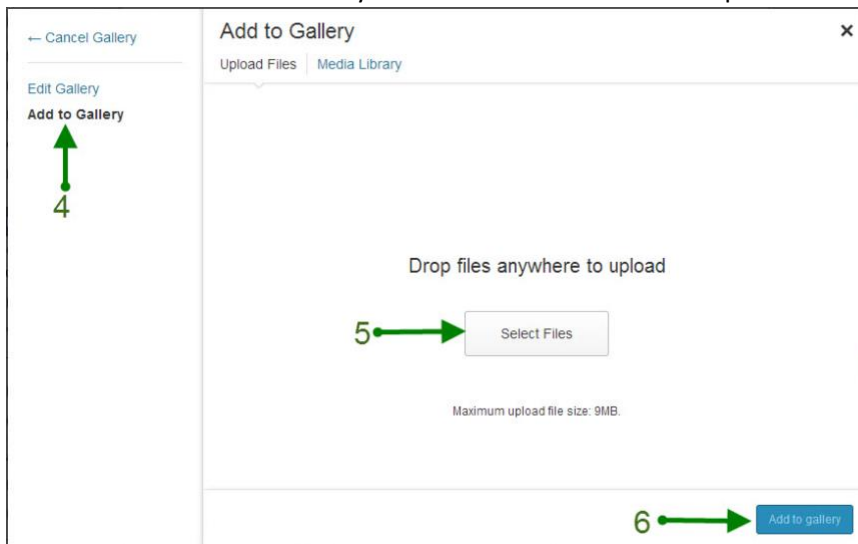 ← Cancel Gallery
Edit Gallery
Add to Gallery
4
Add to Gallery
×
Upload Files | Media Library
Drop files anywhere to upload
5
Select Files
Maximum upload file size: 9MB.
6
Add to gallery